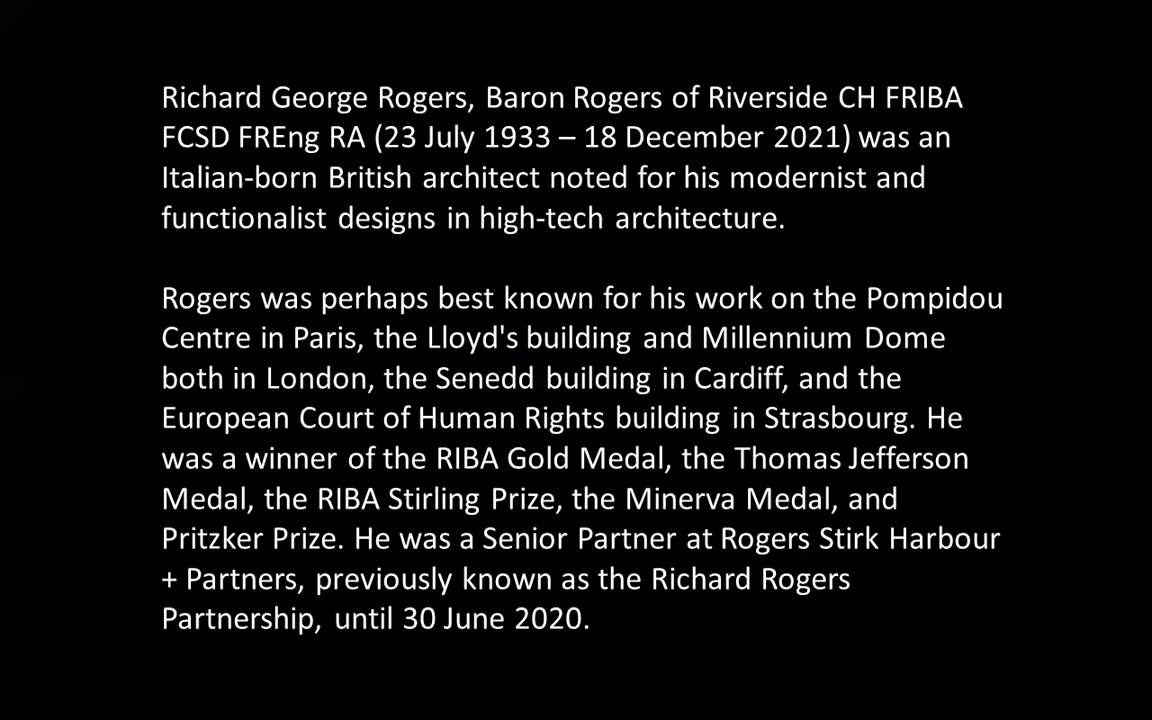 Richard George Rogers, Baron Rogers of Riverside CH FRIBA
FCSD FREng RA (23 July 1933 – 18 December 2021) was an
Italian-born British architect noted for his modernist and
functionalist designs in high-tech architecture.
Rogers was perhaps best known for his work on the Pompidou
Centre in Paris, the Lloyd's building and Millennium Dome
both in London, the Senedd building in Cardiff, and the
European Court of Human Rights building in Strasbourg. He
was a winner of the RIBA Gold Medal, the Thomas Jefferson
Medal, the RIBA Stirling Prize, the Minerva Medal, and
Pritzker Prize. He was a Senior Partner at Rogers Stirk Harbour
+ Partners, previously known as the Richard Rogers
Partnership, until 30 June 2020.